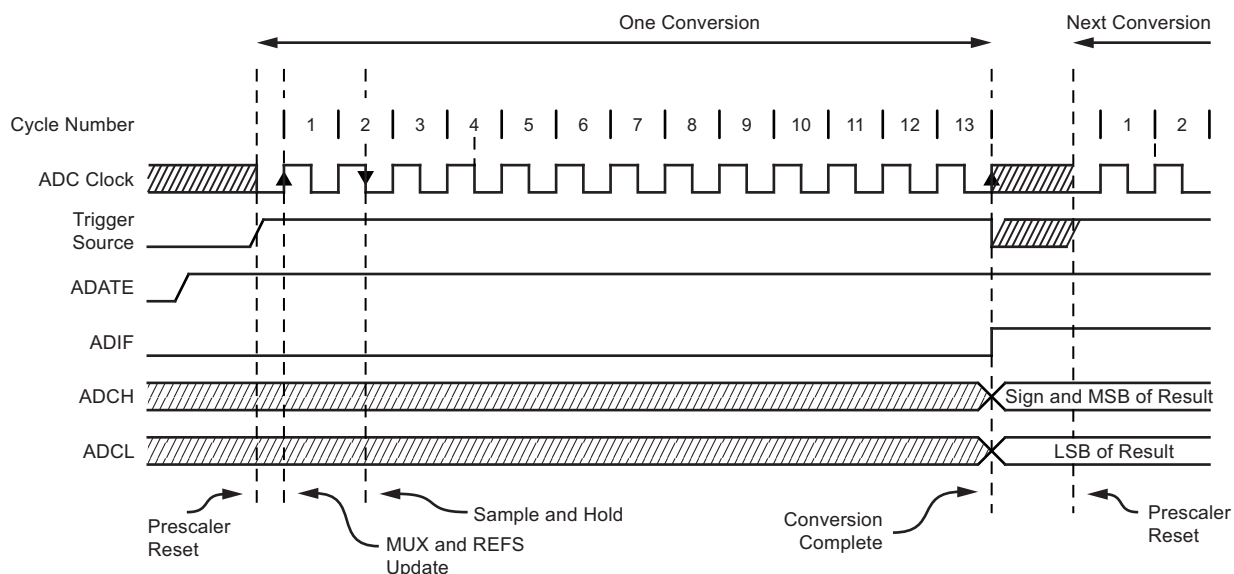 One Conversion
Next Conversion
Cycle Number
1 2 3 4 5 6 7 8 9 10 11 12 13 1 2
ADC Clock
Trigger
Source
ADATE
ADIF
ADCH
Sign and MSB of Result
ADCL
LSB of Result
Prescaler
Reset
MUX and REFS
Update
Sample and Hold
Conversion
Complete
Prescaler
Reset